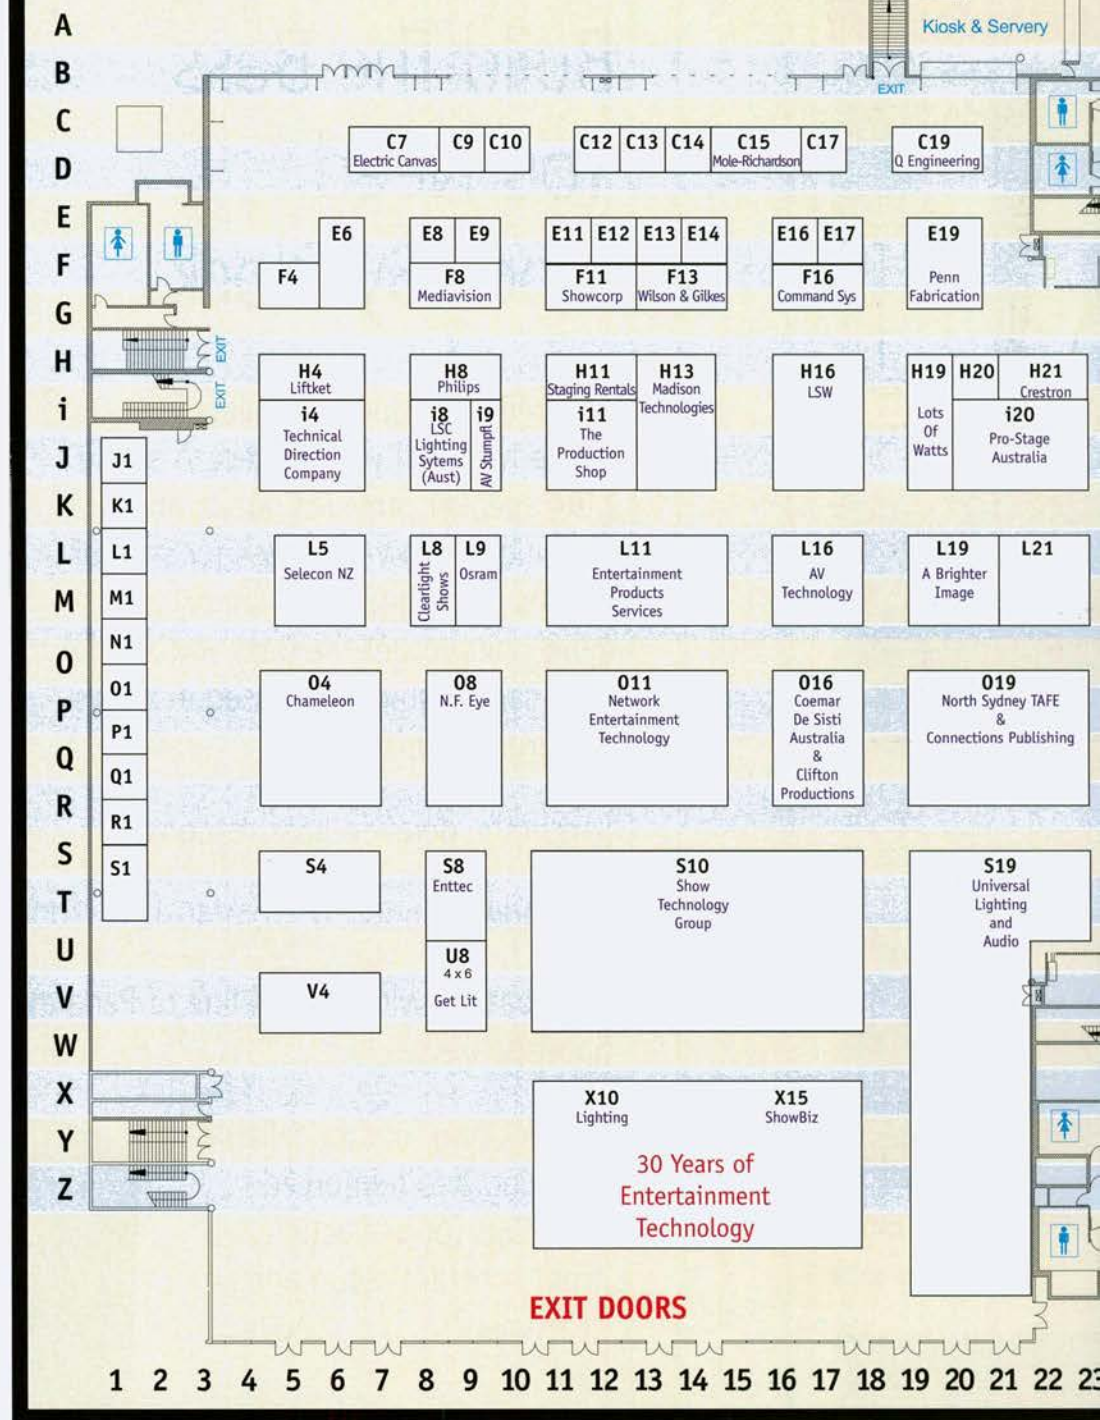 A
Kiosk & Servery
B
EXIT
C
C7
C9
C10
C12
C13
C14
C15
C17
C19
Electric Canvas
Mole-Richardson
Q Engineering
D
E
E6
E8
E9
E11
E12
E13
E14
E16
E17
E19
F
F4
F8
F11
F13
F16
Penn
Mediavision
Showcorp
Wilson & Gilkes
Command Sys
Fabrication
G
EXIT
H
H4
H8
H11
H13
H16
H19
H20
H21
Liftket
Philips
Staging Rentals
Madison
Technologies
LSW
Crestron
EXIT
i
i4
i8
i9
i11
i20
Technical
Direction
Company
LSC
Lighting
Sytems
(Aust)
AV Stumpfl
The
Production
Shop
Lots
Of
Watts
Pro-Stage
Australia
J
J1
K
K1
L
L1
L5
L8
L9
L11
L16
L19
L21
Selecon NZ
Clearlight
Shows
Osram
Entertainment
Products
Services
AV
Technology
A Brighter
Image
M
M1
N1
O
O1
O4
O8
O11
O16
O19
Chameleon
N.F. Eye
Network
Entertainment
Technology
Coemar
De Sisti
Australia
&
Clifton
Productions
North Sydney TAFE
&
Connections Publishing
P
P1
Q
Q1
R
R1
S
S1
S4
S8
S10
S19
Enttec
Show
Technology
Group
Universal
Lighting
and
Audio
T
U
U8
4 x 6
Get Lit
V
V4
W
X
X10
X15
Lighting
ShowBiz
Y
30 Years of
Entertainment
Technology
Z
EXIT DOORS
1 2 3 4 5 6 7 8 9 10 11 12 13 14 15 16 17 18 19 20 21 22 23